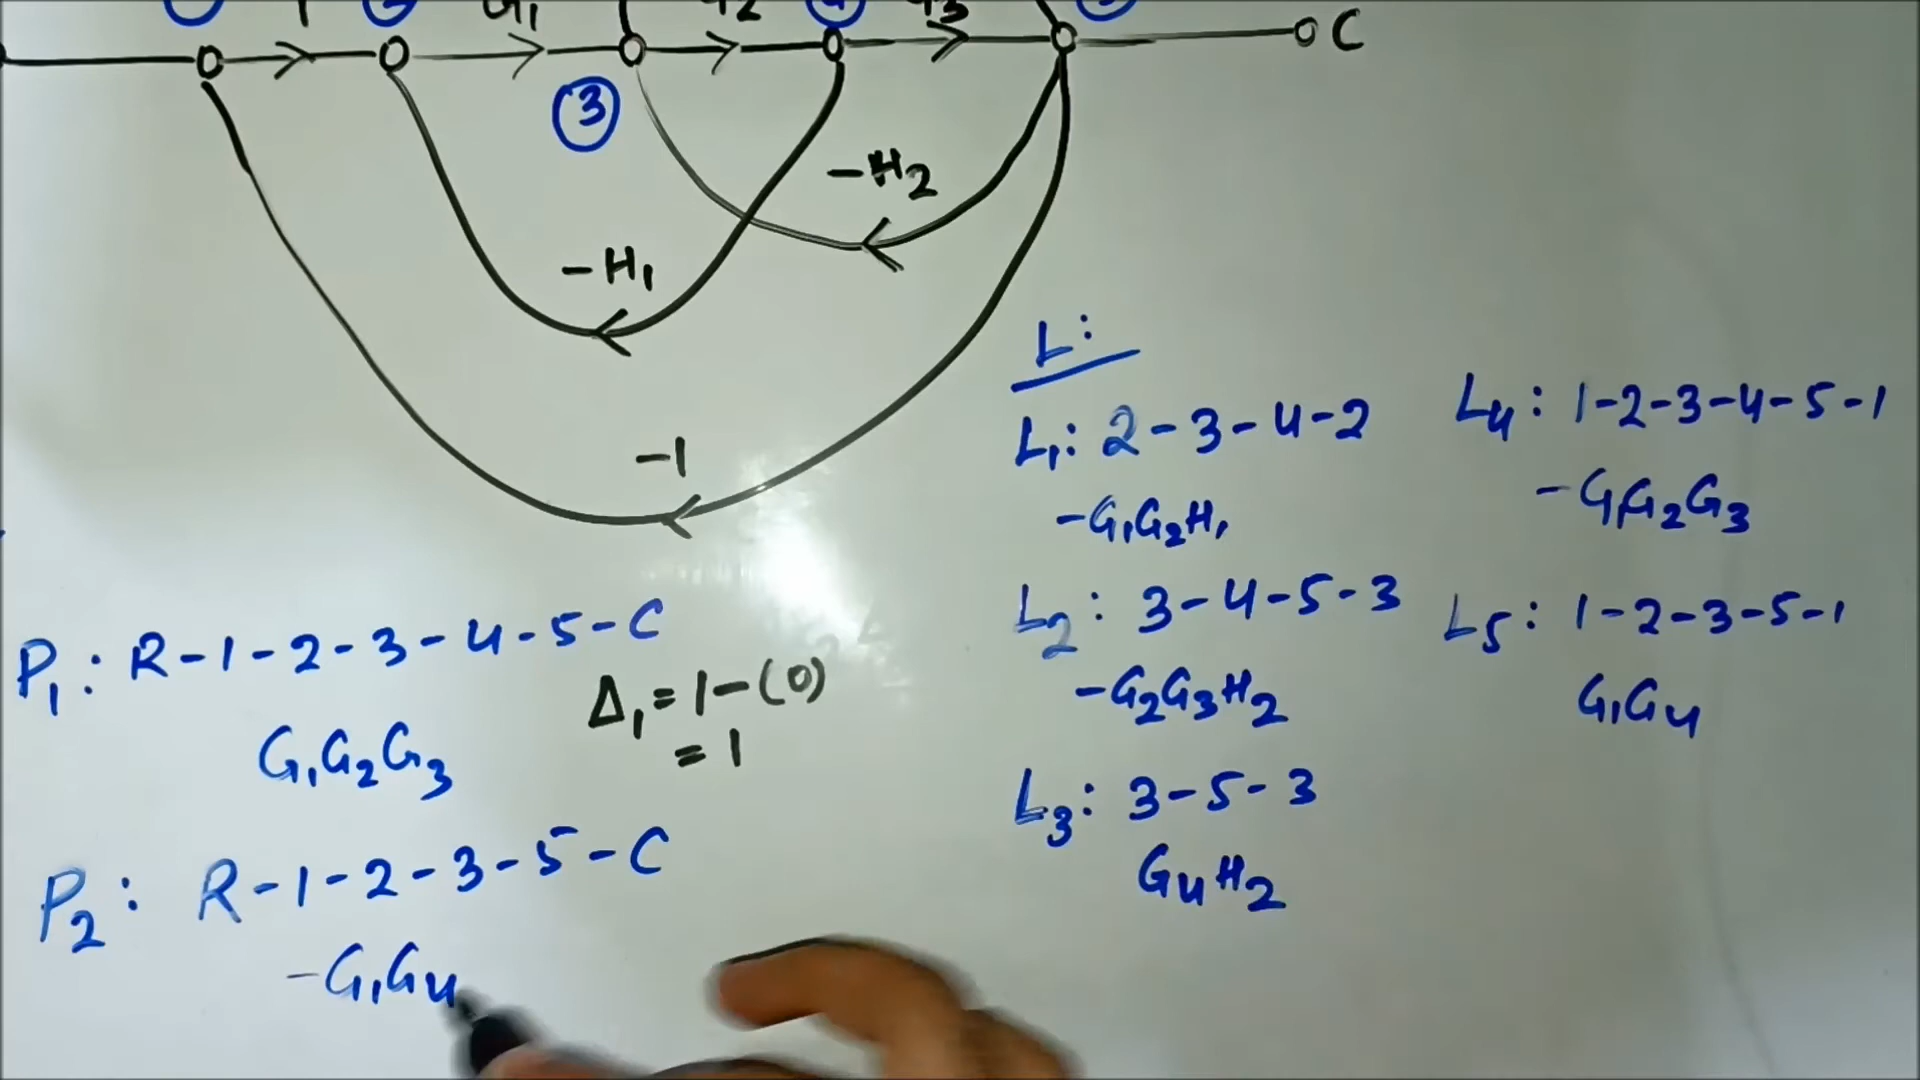 C
3
-H2
-H1
-1
L:
L1: 2-3-4-2
-G1G2H1
L2: 3-4-5-3
-G2G3H2
L3: 3-5-3
G4H2
L4: 1-2-3-4-5-1
-G1G2G3
L5: 1-2-3-5-1
G1G4
P1: R-1-2-3-4-5-C
G1G2G3
Δ1=1-(0)
=1
P2: R-1-2-3-5-C
-G1G4